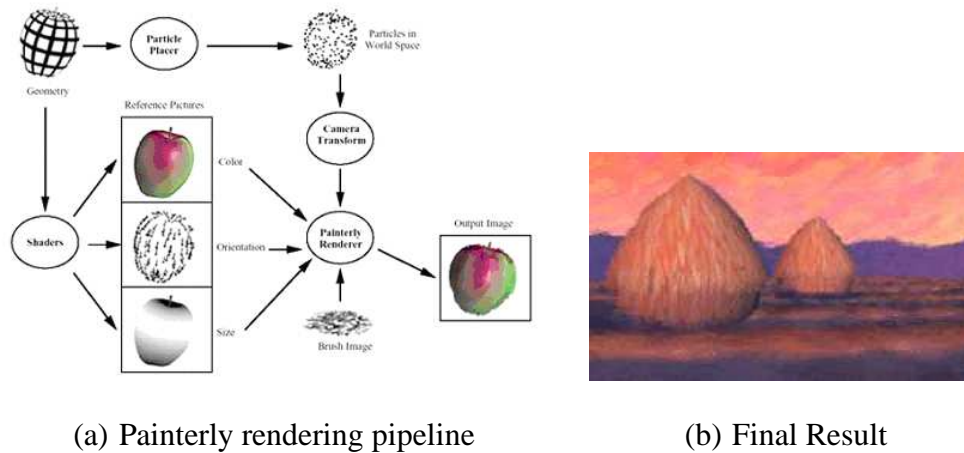 Particle
Placer
Particles in
World Space
Geometry
Reference Pictures
Camera
Transform
Color
Output Image
Shaders
Orientation
Painterly
Renderer
Size
Brush Image
(a) Painterly rendering pipeline
(b) Final Result